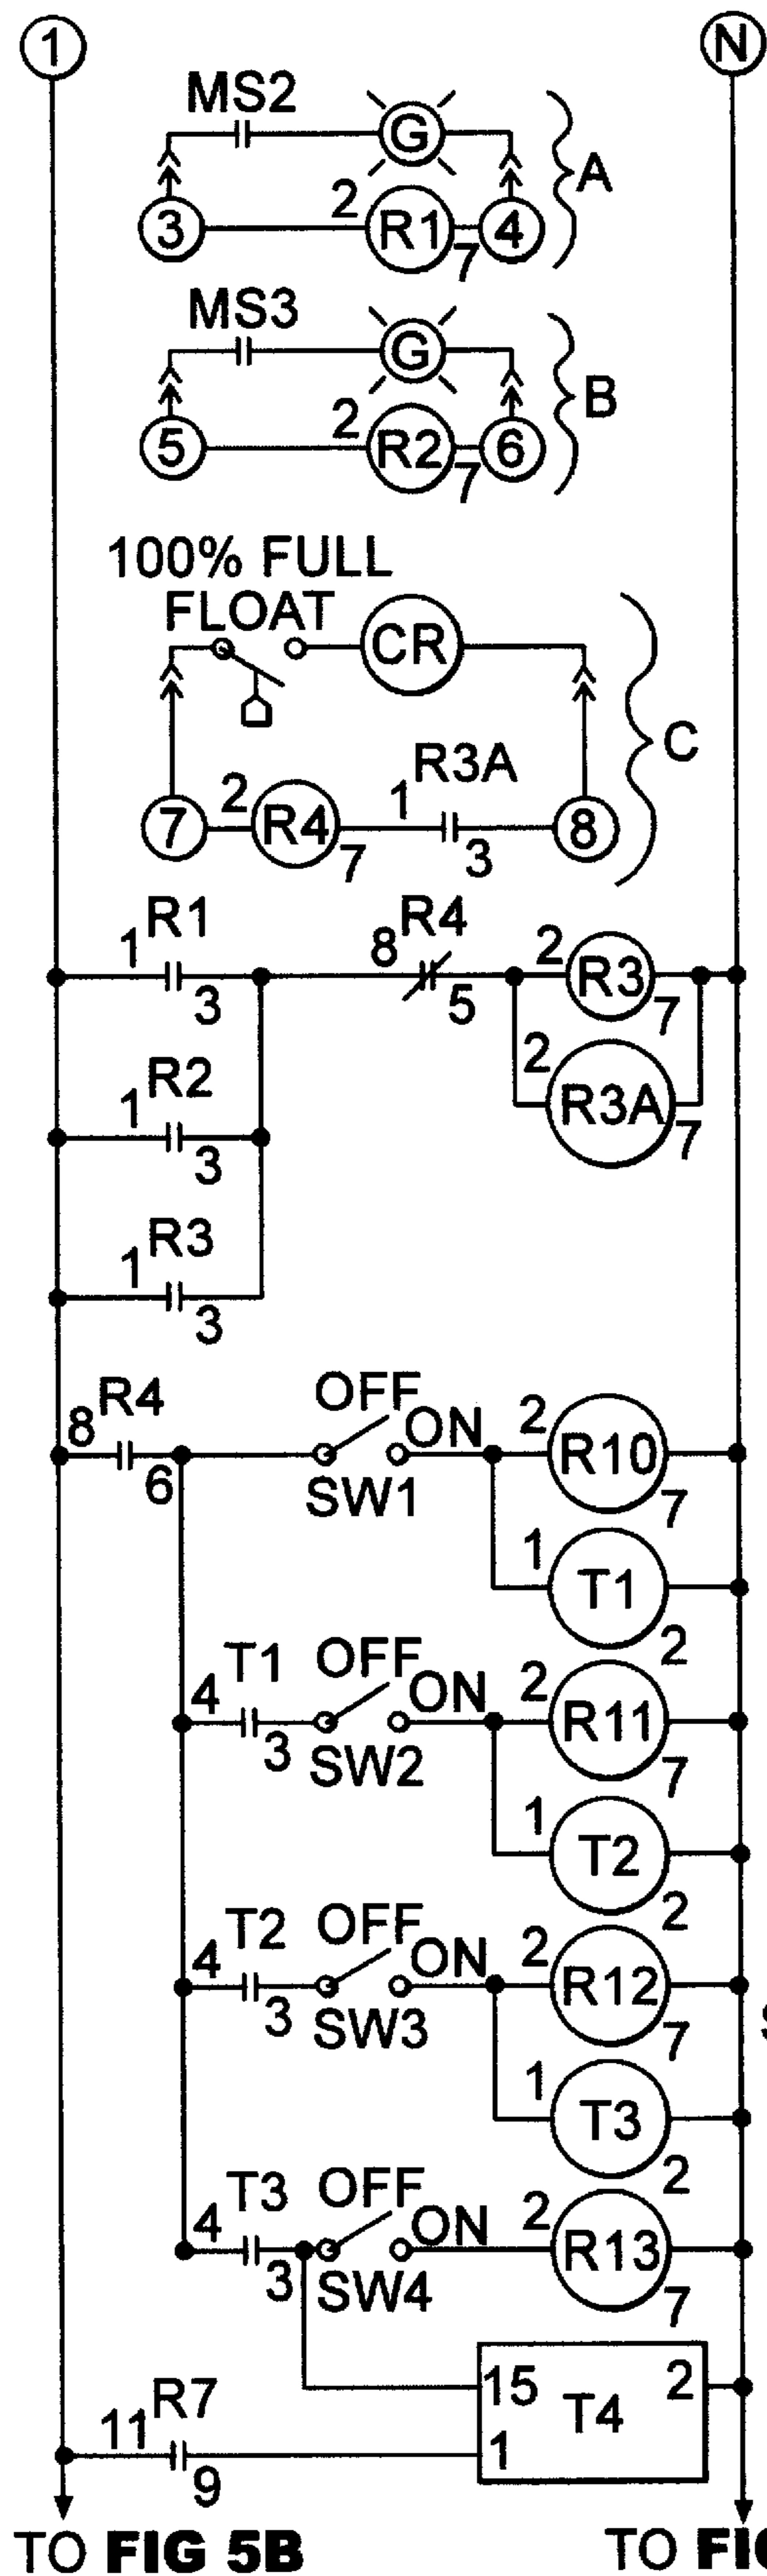 1 N
MS2
G
A
3 2 R1 7 4
MS3
G
B
5 2 R2 7 6
100% FULL
FLOAT
CR
C
R3A
7 2 R4 7 1 3 8
R1 R4
1 3 8 5 2 R3 7
R2
1 3 2 R3A 7
R3
1 3
R4 OFF ON
8 6 SW1 2 R10 7
1 T1 2
T1 OFF ON
4 3 SW2 2 R11 7
1 T2 2
T2 OFF ON
4 3 SW3 2 R12 7
1 T3 2
T3 OFF ON
4 3 SW4 2 R13 7
15 T4 2
R7
11 9 1
TO FIG 5B TO FI